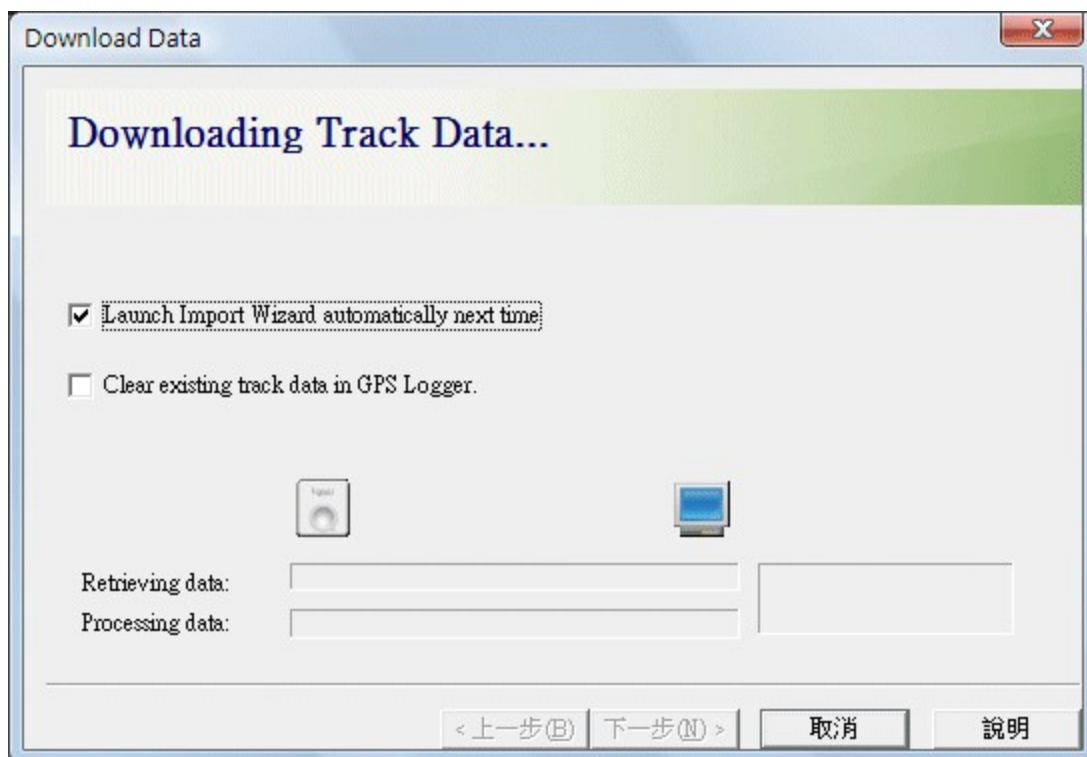 Download Data
X
Downloading Track Data...
Launch Import Wizard automatically next time
Clear existing track data in GPS Logger.
Retrieving data:
Processing data:
<上一步(B) 下一步(N)> 取消 說明